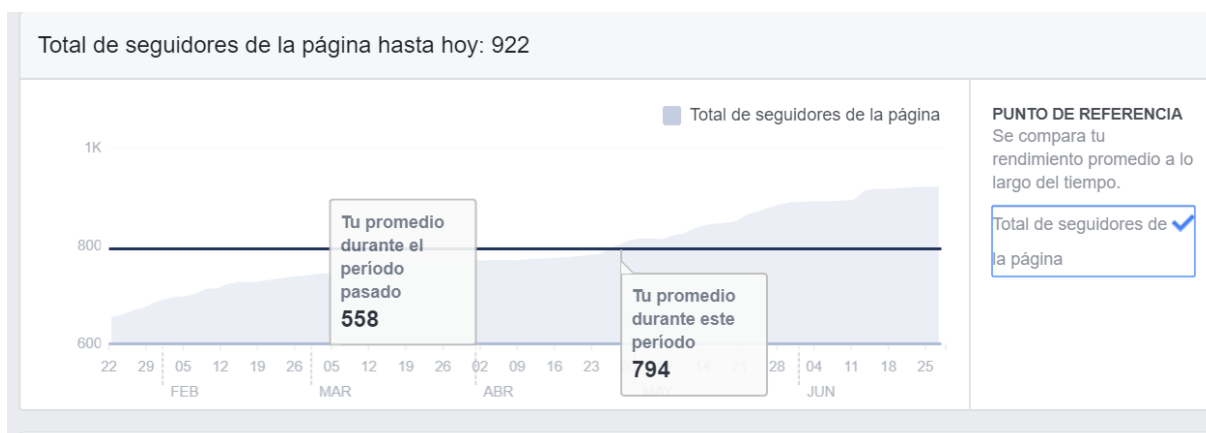 Total de seguidores de la página hasta hoy: 922
Total de seguidores de la página
1K
800
600
Tu promedio
durante el
período
pasado
558
Tu promedio
durante este
período
794
22 29 05 12 19 26 05 12 19 26 02 09 16 23 14 21 28 04 11 18 25
FEB MAR ABR MAY JUN
PUNTO DE REFERENCIA
Se compara tu
rendimiento promedio a lo
largo del tiempo.
Total de seguidores de
la página